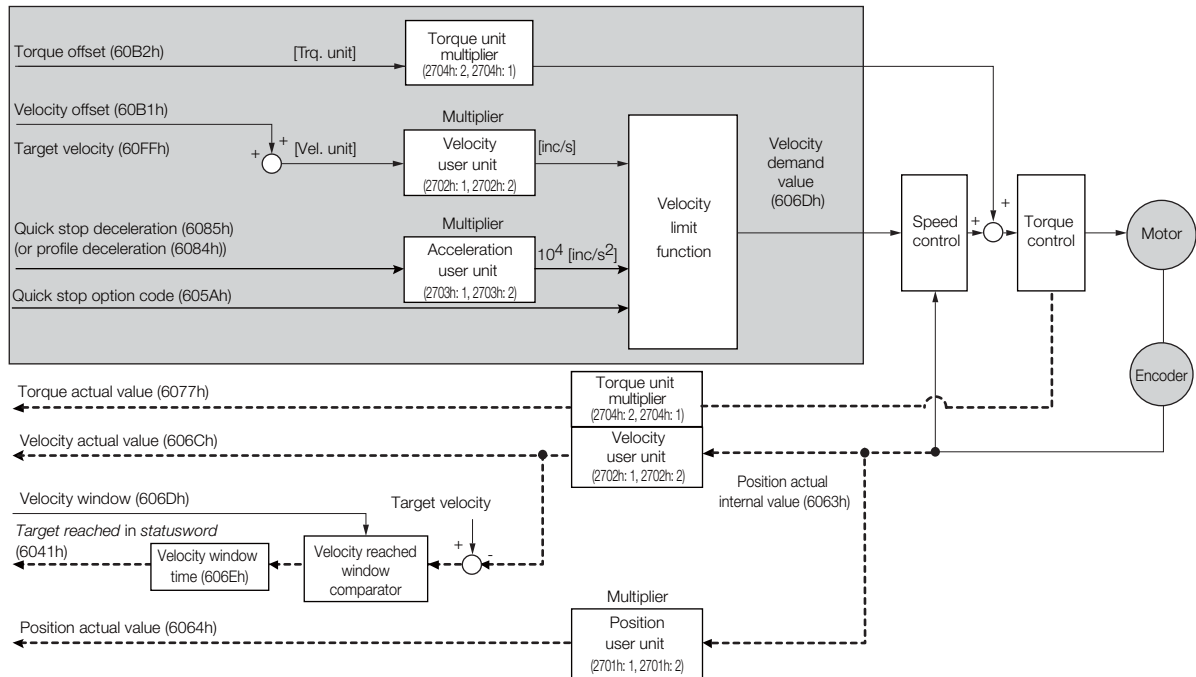 Torque offset (60B2h)
[Trq. unit]
Torque unit
multiplier
(2704h: 2, 2704h: 1)
Velocity offset (60B1h)
Target velocity (60FFh)
+
+
[Vel. unit]
Multiplier
Velocity
user unit
(2702h: 1, 2702h: 2)
[inc/s]
Quick stop deceleration (6085h)
(or profile deceleration (6084h))
Multiplier
Acceleration
user unit
(2703h: 1, 2703h: 2)
10⁴ [inc/s²]
Quick stop option code (605Ah)
Velocity
limit
function
Velocity
demand
value
(606Dh)
Speed
control
+
+
Torque
control
Motor
Encoder
Torque actual value (6077h)
Torque unit
multiplier
(2704h: 2, 2704h: 1)
Velocity actual value (606Ch)
Velocity
user unit
(2702h: 1, 2702h: 2)
Position actual
internal value (6063h)
Velocity window (606Dh)
Target velocity
Target reached in statusword
(6041h)
Velocity window
time (606Eh)
Velocity reached
window
comparator
+
-
Position actual value (6064h)
Multiplier
Position
user unit
(2701h: 1, 2701h: 2)